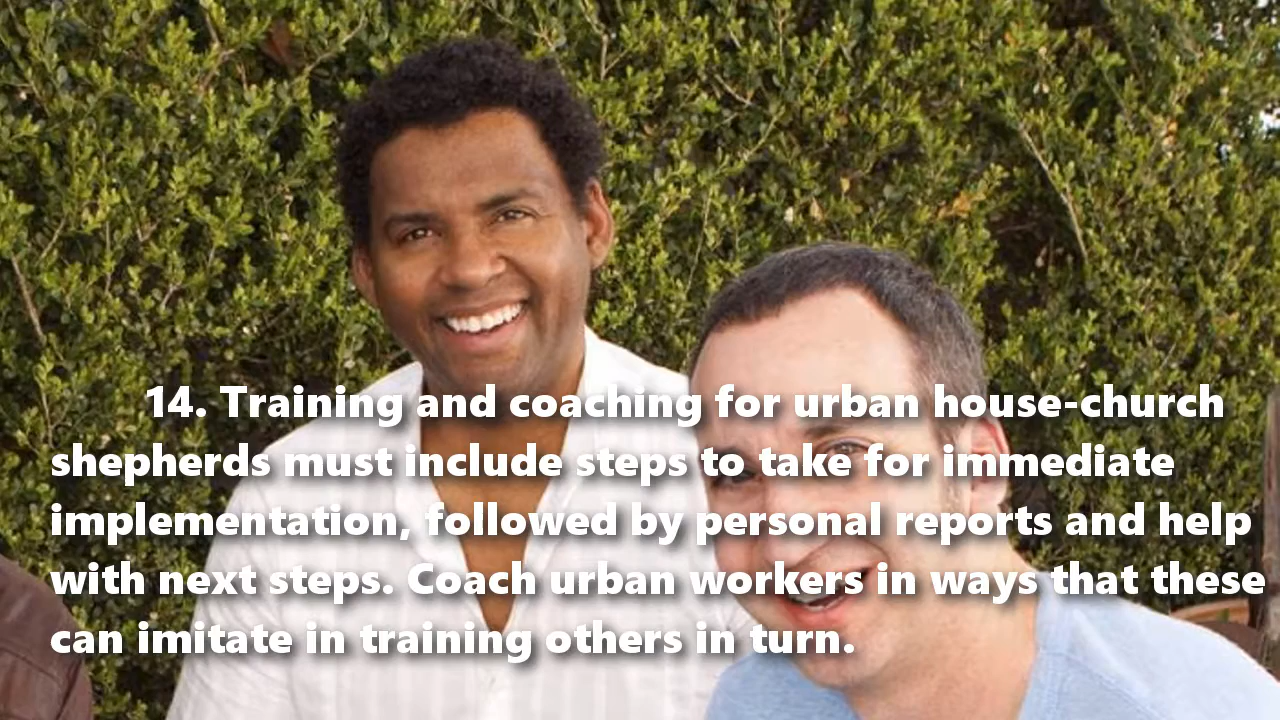 14. Training and coaching for urban house-church
shepherds must include steps to take for immediate
implementation, followed by personal reports and help
with next steps. Coach urban workers in ways that these
can imitate in training others in turn.